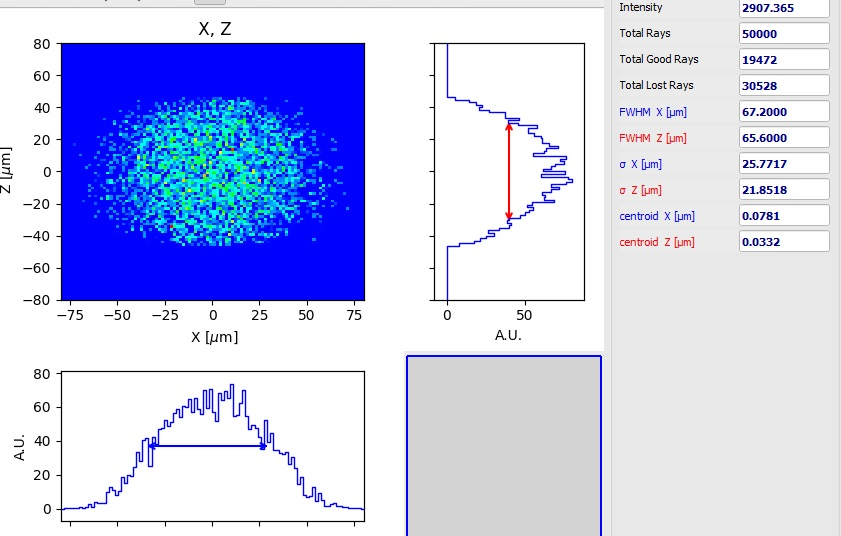 X, Z
80
60
40
20
0
−20
−40
−60
−80
Z [μm]
−75 −50 −25 0 25 50 75
X [μm]
0 50
A.U.
80
60
40
20
0
A.U.
Intensity 2907.365
Total Rays 50000
Total Good Rays 19472
Total Lost Rays 30528
FWHM X [μm] 67.2000
FWHM Z [μm] 65.6000
σ X [μm] 25.7717
σ Z [μm] 21.8518
centroid X [μm] 0.0781
centroid Z [μm] 0.0332